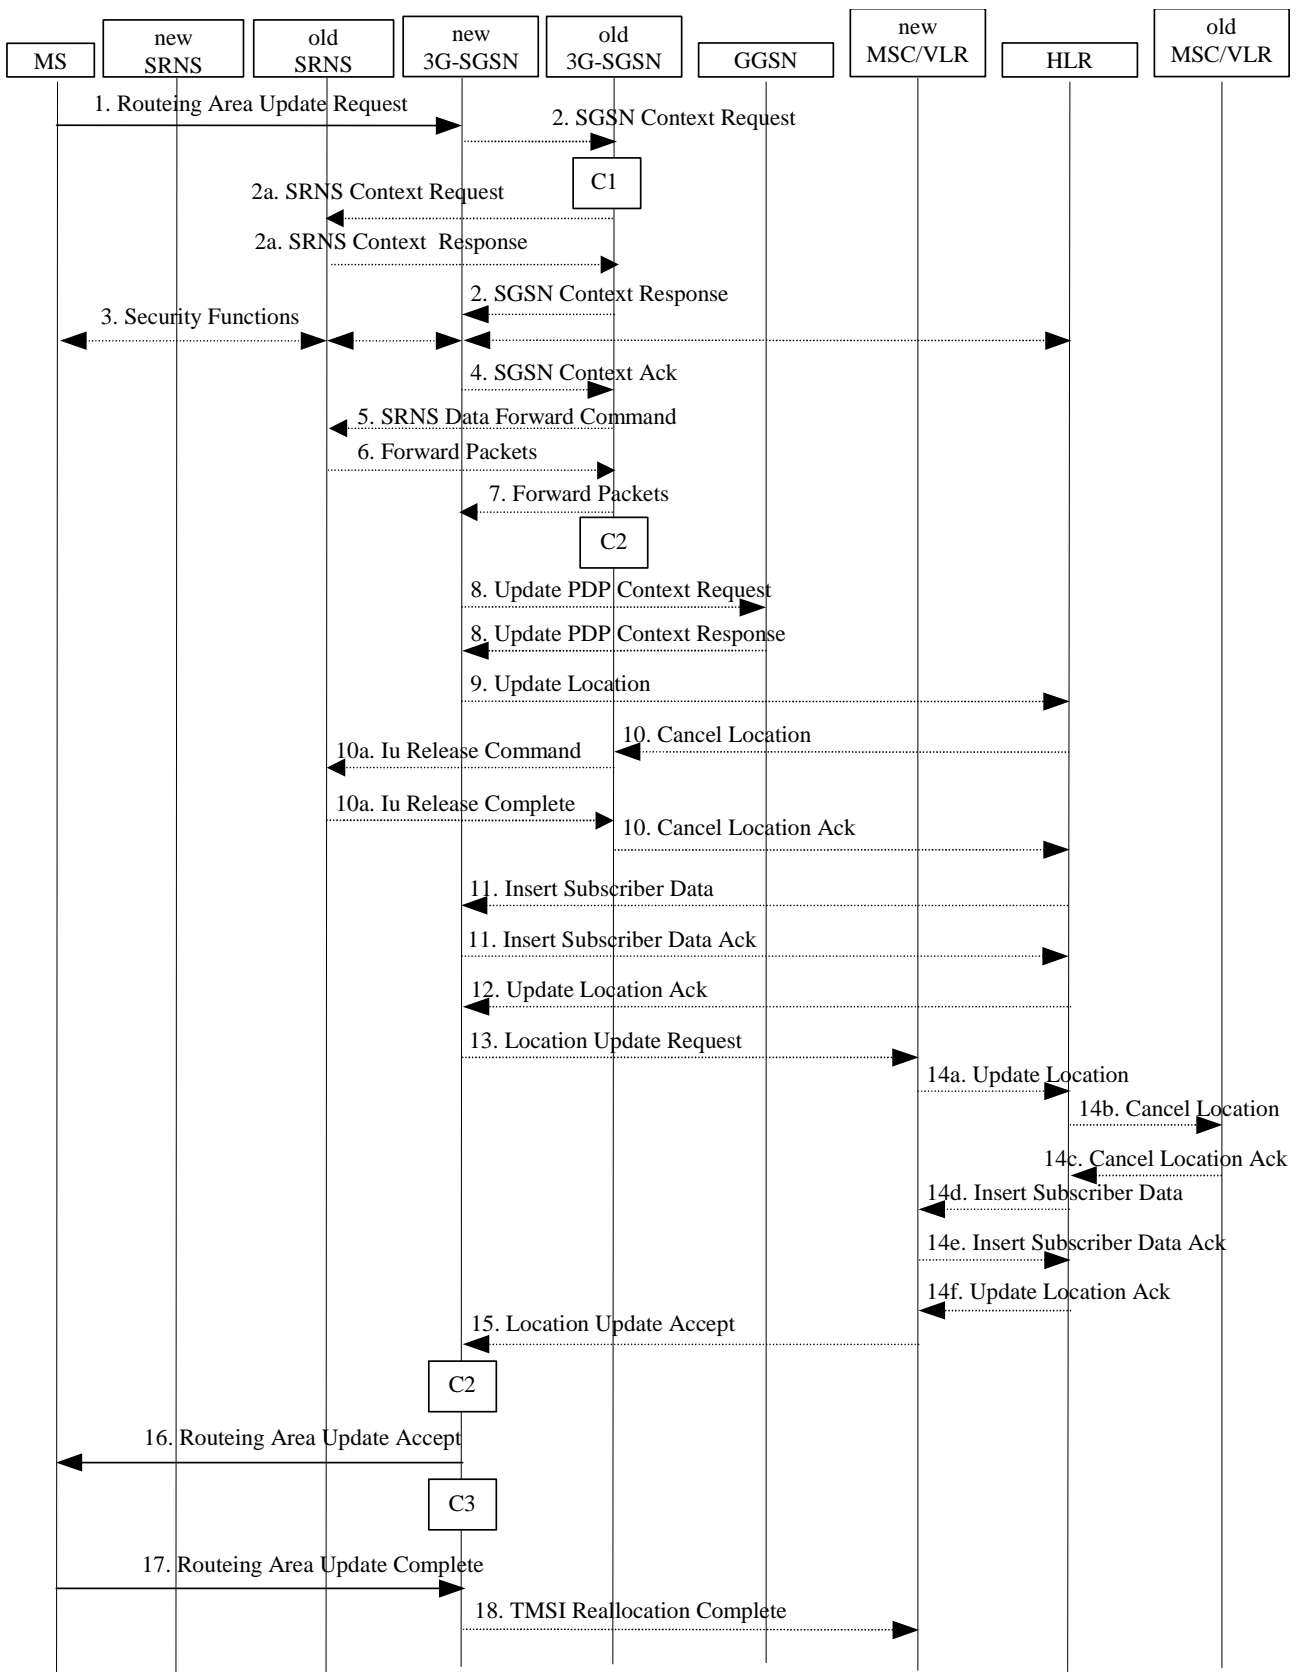 MS
new
SRNS
old
SRNS
new
3G-SGSN
old
3G-SGSN
GGSN
new
MSC/VLR
HLR
old
MSC/VLR
1. Routeing Area Update Request
2. SGSN Context Request
C1
2a. SRNS Context Request
2a. SRNS Context Response
2. SGSN Context Response
3. Security Functions
4. SGSN Context Ack
5. SRNS Data Forward Command
6. Forward Packets
7. Forward Packets
C2
8. Update PDP Context Request
8. Update PDP Context Response
9. Update Location
10. Cancel Location
10a. Iu Release Command
10a. Iu Release Complete
10. Cancel Location Ack
11. Insert Subscriber Data
11. Insert Subscriber Data Ack
12. Update Location Ack
13. Location Update Request
14a. Update Location
14b. Cancel Location
14c. Cancel Location Ack
14d. Insert Subscriber Data
14e. Insert Subscriber Data Ack
14f. Update Location Ack
15. Location Update Accept
C2
16. Routeing Area Update Accept
C3
17. Routeing Area Update Complete
18. TMSI Reallocation Complete